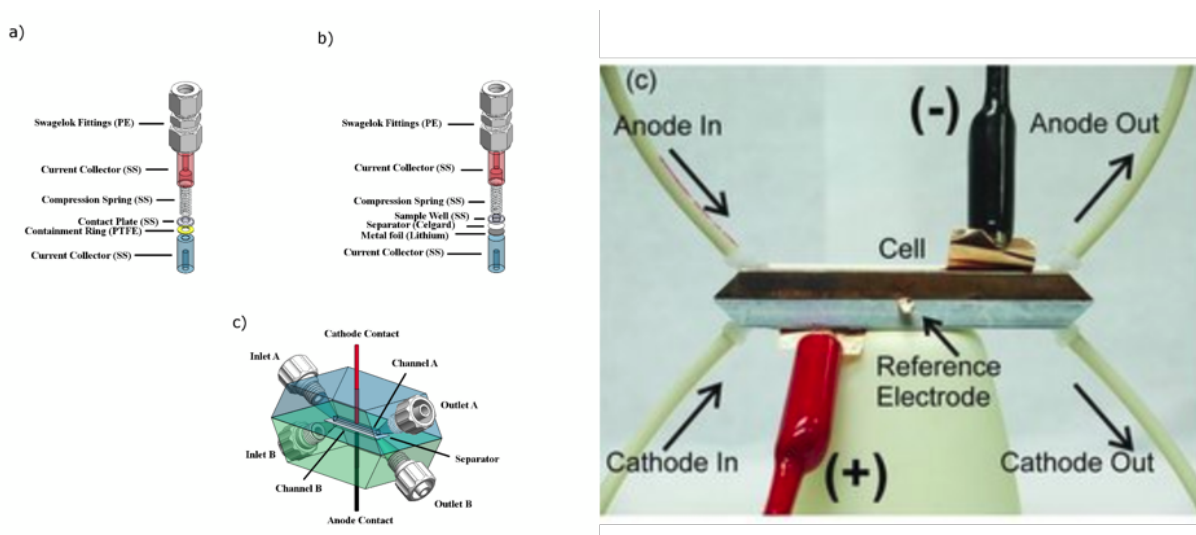 a)
Swagelok Fittings (PE)
Current Collector (SS)
Compression Spring (SS)
Contact Plate (SS)
Containment Ring (PTFE)
Current Collector (SS)
b)
Swagelok Fittings (PE)
Current Collector (SS)
Compression Spring (SS)
Sample Well (SS)
Separator (Celgard)
Metal foil (Lithium)
Current Collector (SS)
c)
Cathode Contact
Inlet A
Channel A
Outlet A
Inlet B
Separator
Channel B
Outlet B
Anode Contact
(c)
Anode In
(-)
Anode Out
Cell
Reference
Electrode
Cathode In
(+)
Cathode Out